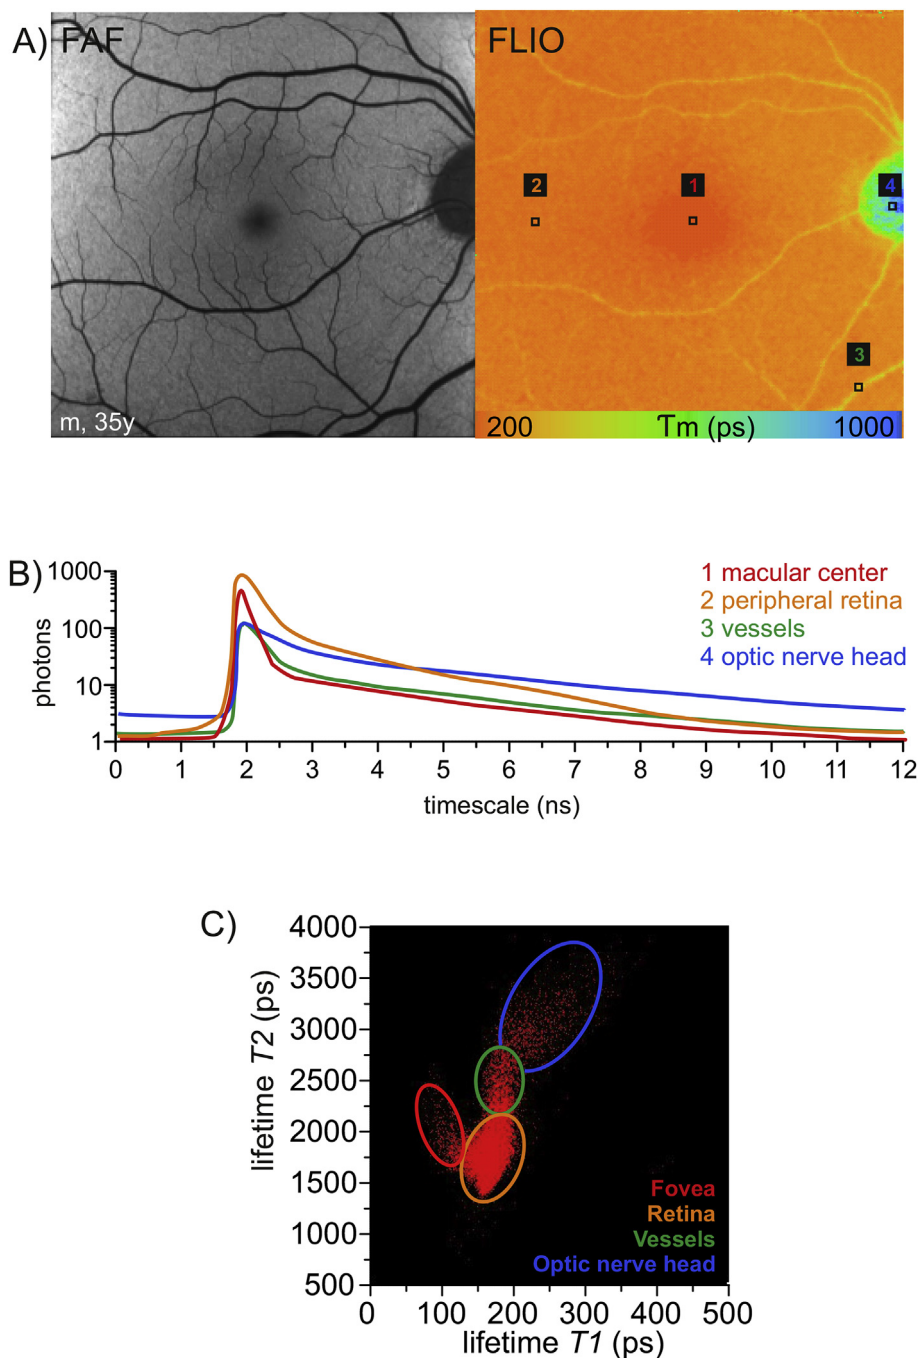 A) FAF FLIO
2 1 4
3
m, 35y
200 Tm (ps) 1000
B)
1000
100
10
1
photons
0 1 2 3 4 5 6 7 8 9 10 11 12
timescale (ns)
1 macular center
2 peripheral retina
3 vessels
4 optic nerve head
C)
4000
3500
3000
2500
2000
1500
1000
500
lifetime T2 (ps)
Fovea
Retina
Vessels
Optic nerve head
0 100 200 300 400 500
lifetime T1 (ps)